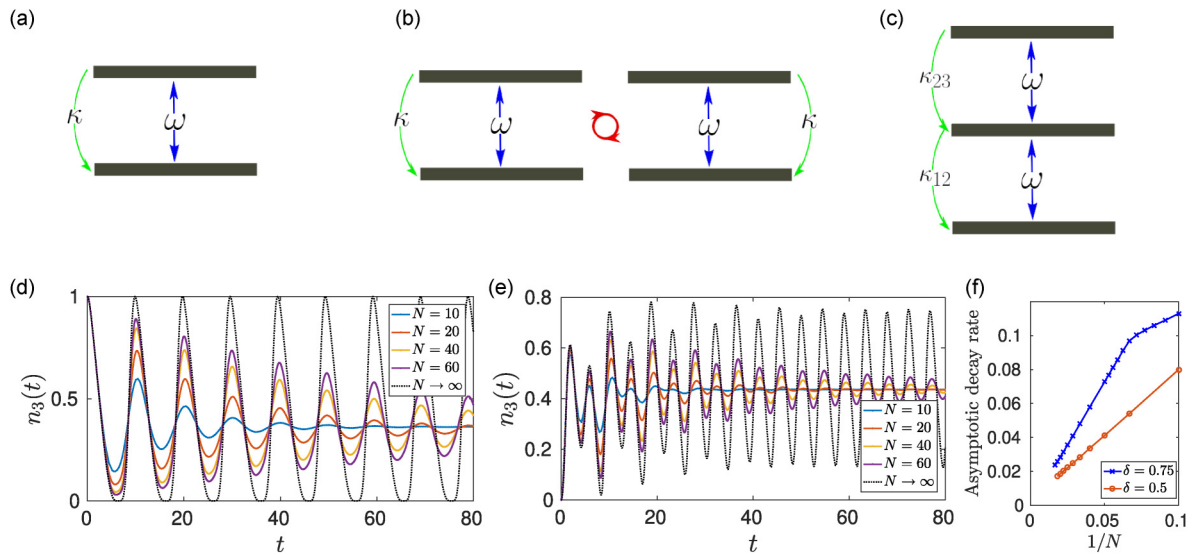 (a)
κ
ω
(b)
κ
ω
ω
κ
(c)
κ23
ω
κ12
ω
(d)
n3(t)
1
0.5
0
0 20 40 60 80
t
N = 10
N = 20
N = 40
N = 60
N → ∞
(e)
n3(t)
0.8
0.6
0.4
0.2
0
0 10 20 30 40 50 60 70 80
t
N = 10
N = 20
N = 40
N = 60
N → ∞
(f)
Asymptotic decay rate
0.1
0.08
0.06
0.04
0.02
0
0 0.05 0.1
1/N
δ = 0.75
δ = 0.5